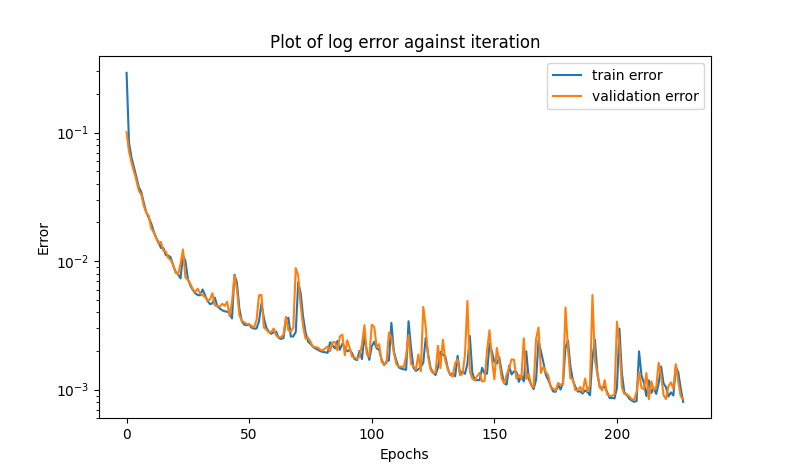 Plot of log error against iteration
train error
validation error
Error
10⁻¹
10⁻²
10⁻³
0
50
100
150
200
Epochs